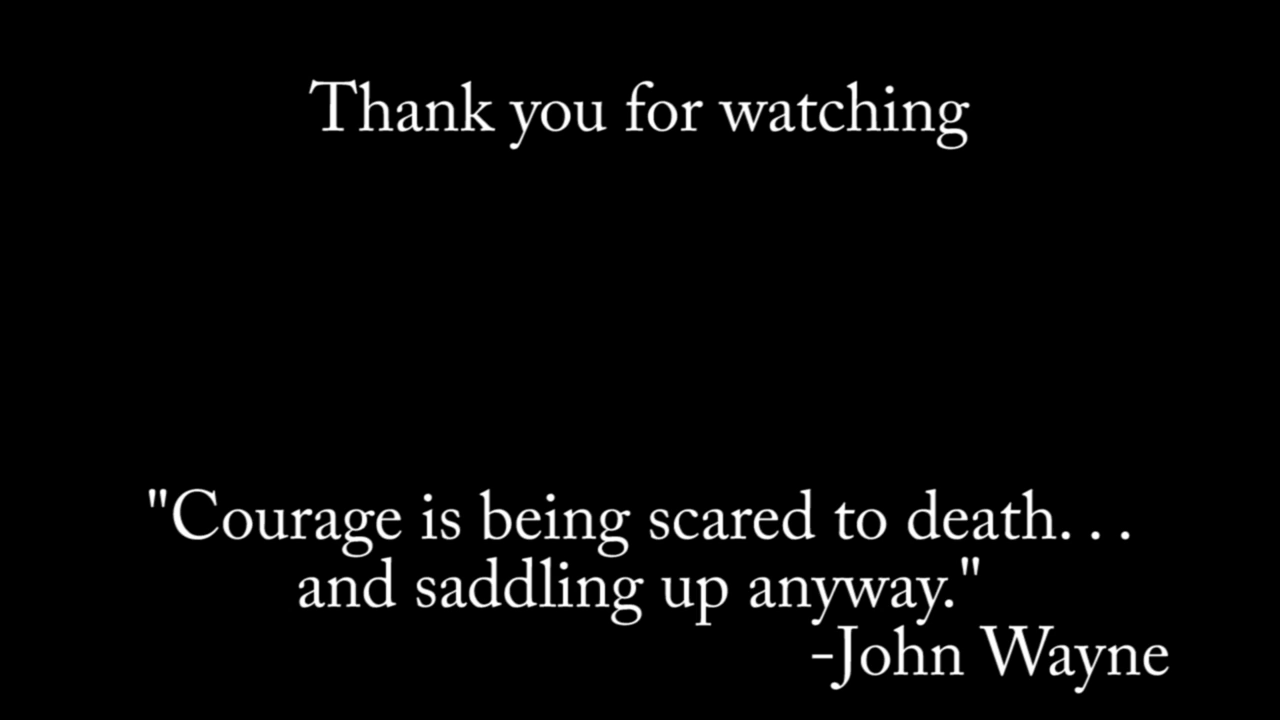 Thank you for watching
"Courage is being scared to death. . .
and saddling up anyway."
-John Wayne